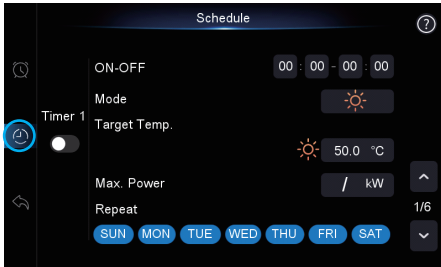 Schedule
?
ON-OFF 00 : 00 - 00 : 00
Mode
Timer 1
Target Temp.
50.0 °C
Max. Power / kW
Repeat
1/6
SUN MON TUE WED THU FRI SAT